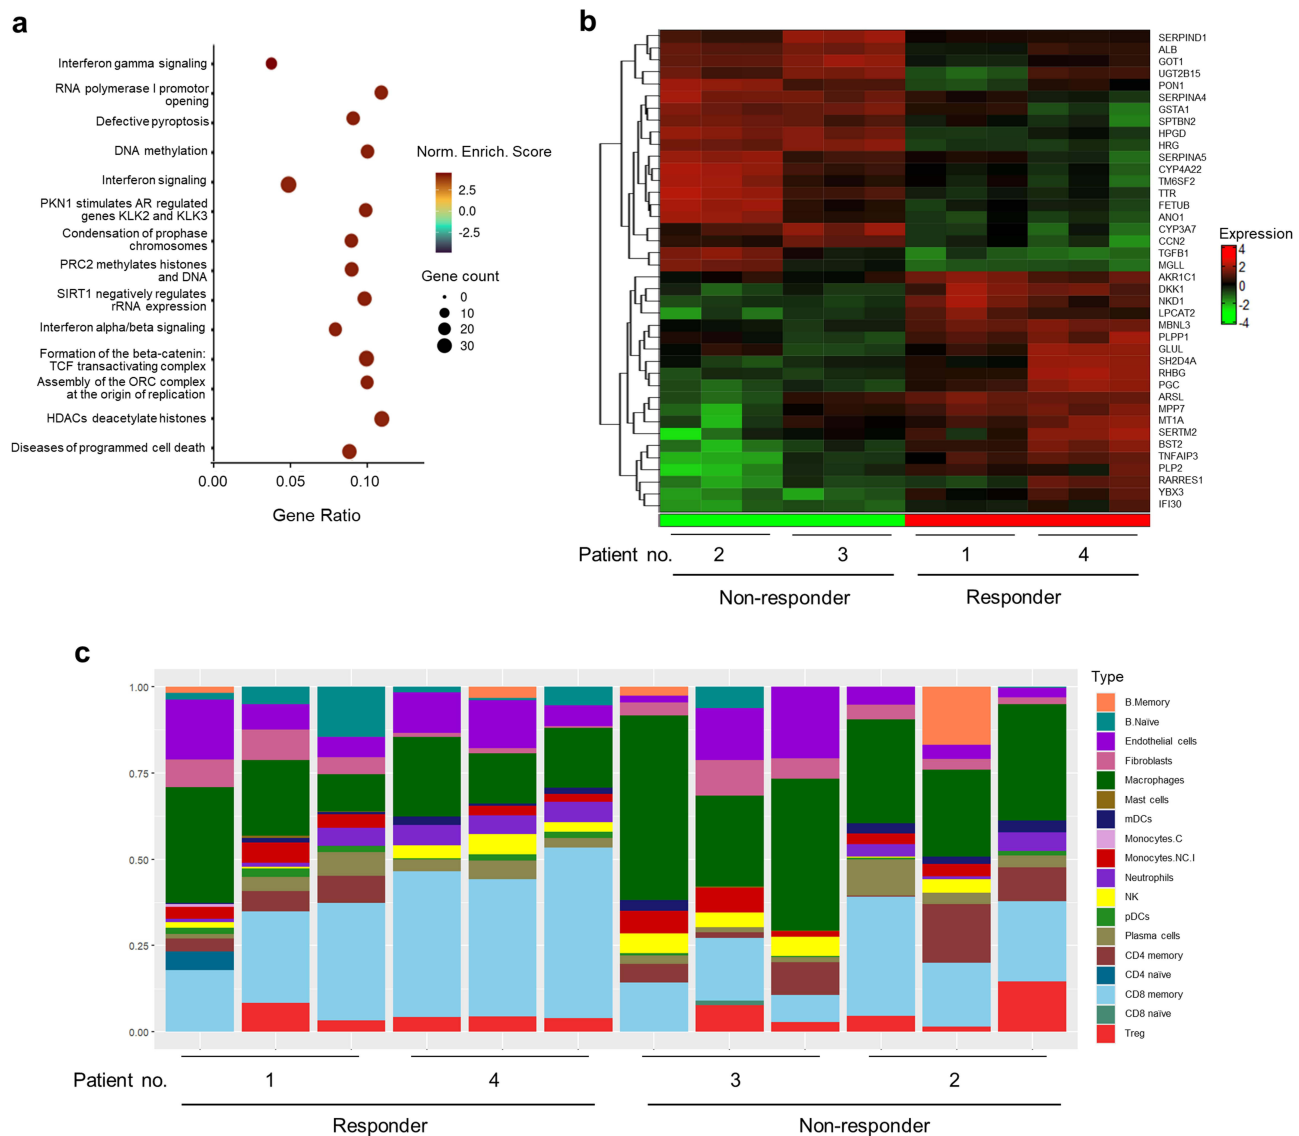 a
Interferon gamma signaling
RNA polymerase I promotor
opening
Defective pyroptosis
DNA methylation
Interferon signaling
PKN1 stimulates AR regulated
genes KLK2 and KLK3
Condensation of prophase
chromosomes
PRC2 methylates histones
and DNA
SIRT1 negatively regulates
rRNA expression
Interferon alpha/beta signaling
Formation of the beta-catenin:
TCF transactivating complex
Assembly of the ORC complex
at the origin of replication
HDACs deacetylate histones
Diseases of programmed cell death
0.00
0.05
0.10
Gene Ratio
Norm. Enrich. Score
2.5
0.0
-2.5
Gene count
0
10
20
30
b
SERPIND1
ALB
GOT1
UGT2B15
PON1
SERPINA4
GSTA1
SPTBN2
HPGD
HRG
SERPINA5
CYP4A22
TM6SF2
TTR
FETUB
ANO1
CYP3A7
CCN2
TGFB1
MGLL
AKR1C1
DKK1
NKD1
LPCAT2
MBNL3
PLPP1
GLUL
SH2D4A
RHBG
PGC
ARSL
MPP7
MT1A
SERTM2
BST2
TNFAIP3
PLP2
RARRES1
YBX3
IFI30
Expression
4
2
0
-2
-4
Patient no.
2
3
1
4
Non-responder
Responder
c
1.00
0.75
0.50
0.25
0.00
Type
B.Memory
B.Naïve
Endothelial cells
Fibroblasts
Macrophages
Mast cells
mDCs
Monocytes.C
Monocytes.NC.I
Neutrophils
NK
pDCs
Plasma cells
CD4 memory
CD4 naïve
CD8 memory
CD8 naïve
Treg
Patient no.
1
4
3
2
Responder
Non-responder